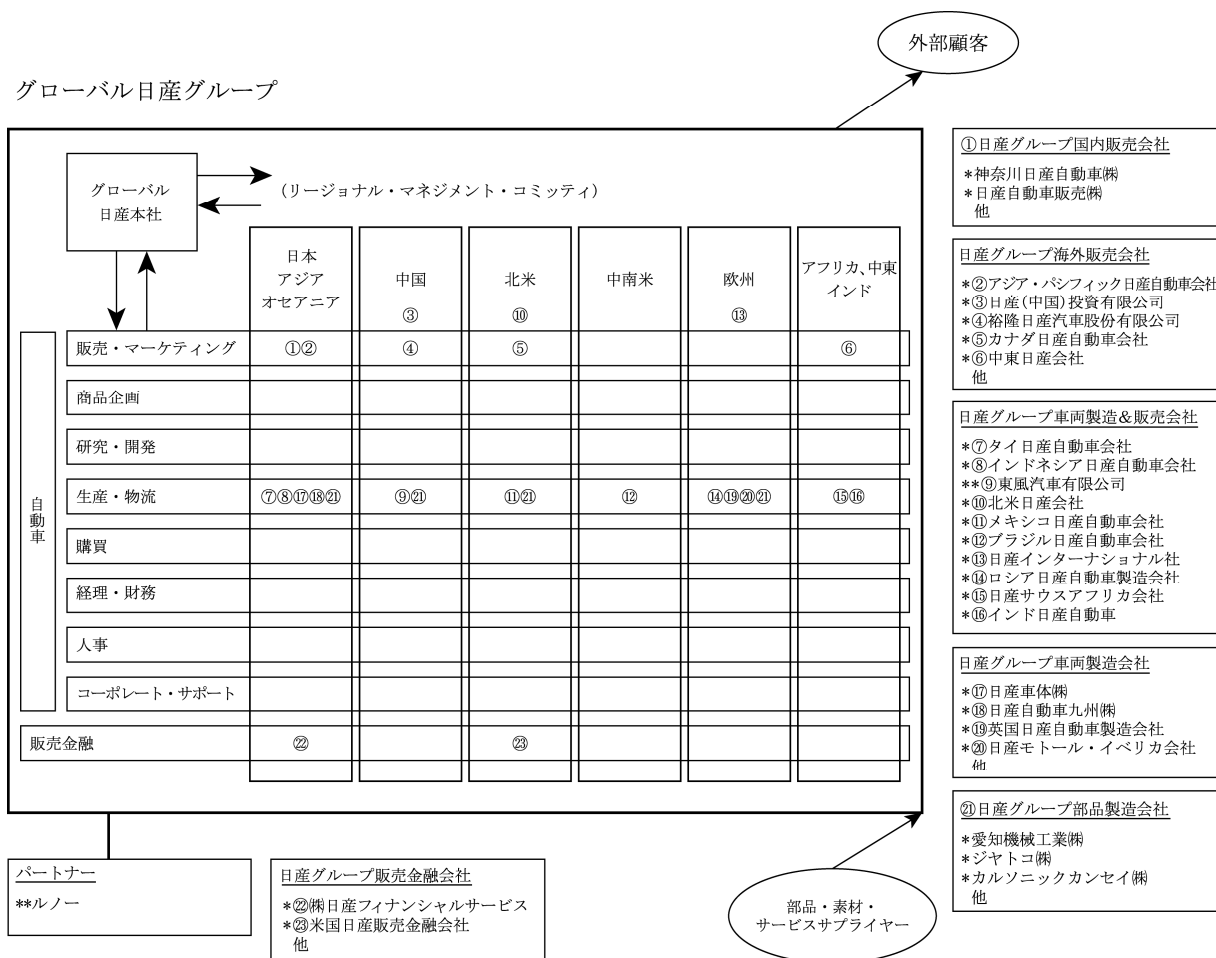 外部顧客
グローバル日産グループ
グローバル
日産本社
(リージョナル・マネジメント・コミッティ)
日本
アジア
オセアニア
中国
③
北米
⑩
中南米
欧州
⑬
アフリカ、中東
インド
自動車
販売・マーケティング ①② ④ ⑤ ⑥
商品企画
研究・開発
生産・物流 ⑦⑧⑰⑱㉑ ⑨㉑ ⑪㉑ ⑫ ⑭⑲⑳㉑ ⑮⑯
購買
経理・財務
人事
コーポレート・サポート
販売金融 ㉒ ㉓
①日産グループ国内販売会社
*神奈川日産自動車㈱
*日産自動車販売㈱
他
日産グループ海外販売会社
*②アジア・パシフィック日産自動車会社
*③日産(中国)投資有限公司
*④裕隆日産汽車股份有限公司
*⑤カナダ日産自動車会社
*⑥中東日産会社
他
日産グループ車両製造&販売会社
*⑦タイ日産自動車会社
*⑧インドネシア日産自動車会社
**⑨東風汽車有限公司
*⑩北米日産会社
*⑪メキシコ日産自動車会社
*⑫ブラジル日産自動車会社
*⑬日産インターナショナル社
*⑭ロシア日産自動車製造会社
*⑮日産サウスアフリカ会社
*⑯インド日産自動車
日産グループ車両製造会社
*⑰日産車体㈱
*⑱日産自動車九州㈱
*⑲英国日産自動車製造会社
*⑳日産モトール・イベリカ会社
他
㉑日産グループ部品製造会社
*愛知機械工業㈱
*ジヤトコ㈱
*カルソニックカンセイ㈱
他
パートナー
**ルノー
日産グループ販売金融会社
*㉒㈱日産フィナンシャルサービス
*㉓米国日産販売金融会社
他
部品・素材・
サービスサプライヤー